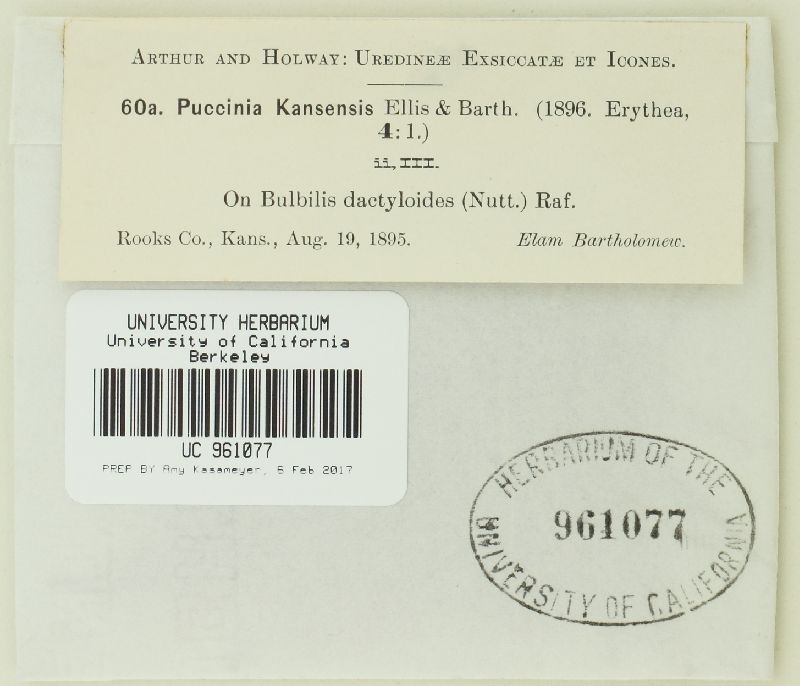 ARTHUR AND HOLWAY: UREDINEÆ EXSICCATÆ ET ICONES.
60a. Puccinia Kansensis Ellis & Barth. (1896. Erythea,
4: 1.)
ii, III.
On Bulbilis dactyloides (Nutt.) Raf.
Rooks Co., Kans., Aug. 19, 1895. Elam Bartholomew.
UNIVERSITY HERBARIUM
University of California
Berkeley
UC 961077
PREP BY Amy Kasameyer, 6 Feb 2017
HERBARIUM OF THE
961077
UNIVERSITY OF CALIFORNIA